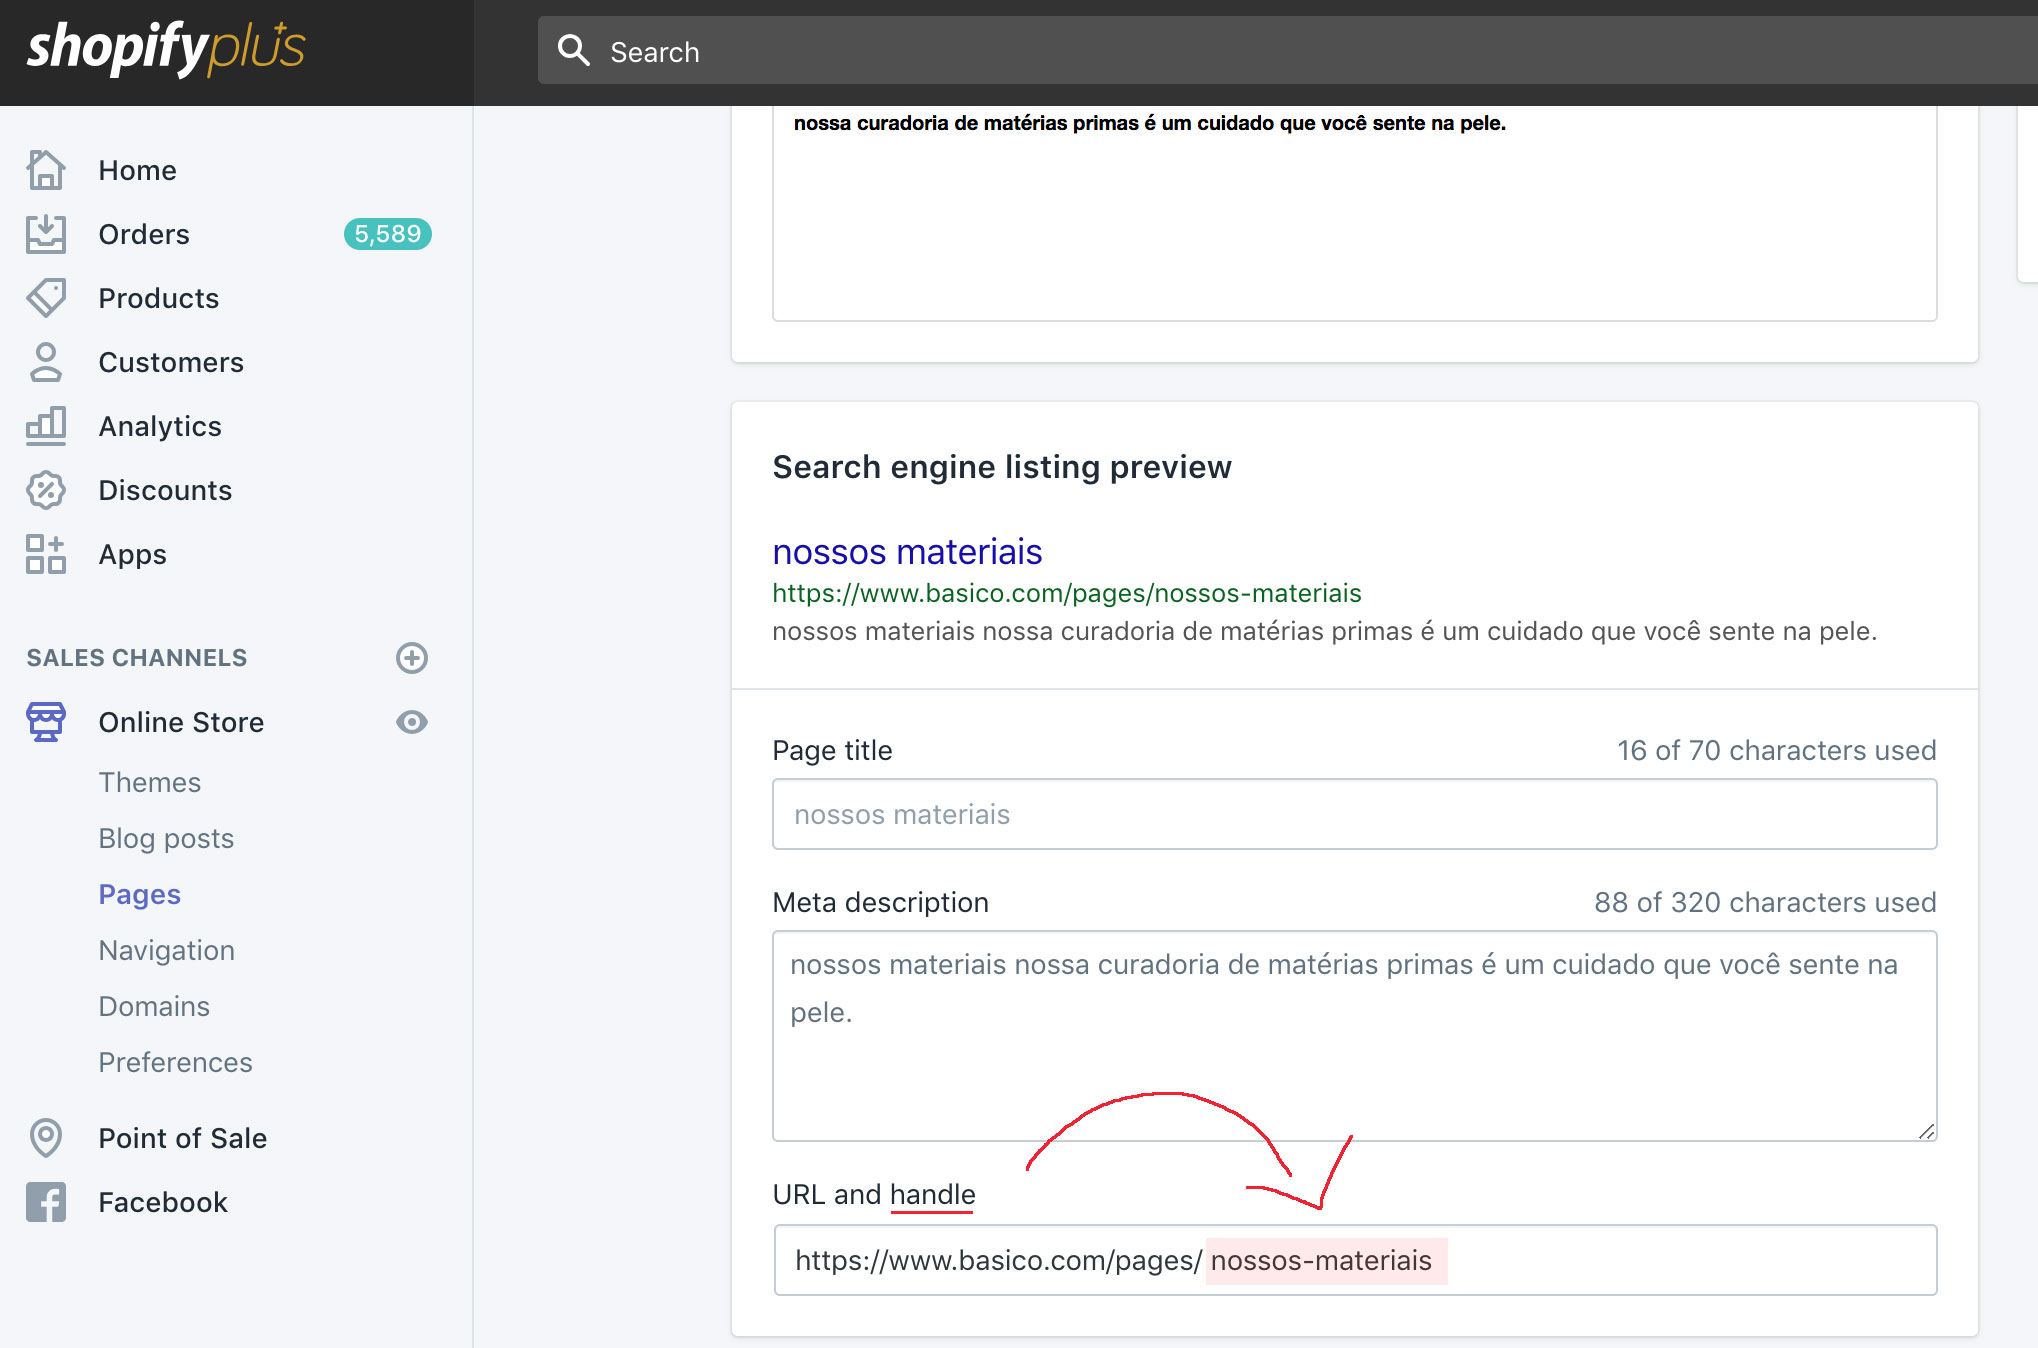 shopifyplus
Search
Home
Orders 5,589
Products
Customers
Analytics
Discounts
Apps
SALES CHANNELS
Online Store
Themes
Blog posts
Pages
Navigation
Domains
Preferences
Point of Sale
Facebook
nossa curadoria de matérias primas é um cuidado que você sente na pele.
Search engine listing preview
nossos materiais
https://www.basico.com/pages/nossos-materiais
nossos materiais nossa curadoria de matérias primas é um cuidado que você sente na pele.
Page title 16 of 70 characters used
nossos materiais
Meta description 88 of 320 characters used
nossos materiais nossa curadoria de matérias primas é um cuidado que você sente na
pele.
URL and handle
https://www.basico.com/pages/nossos-materiais